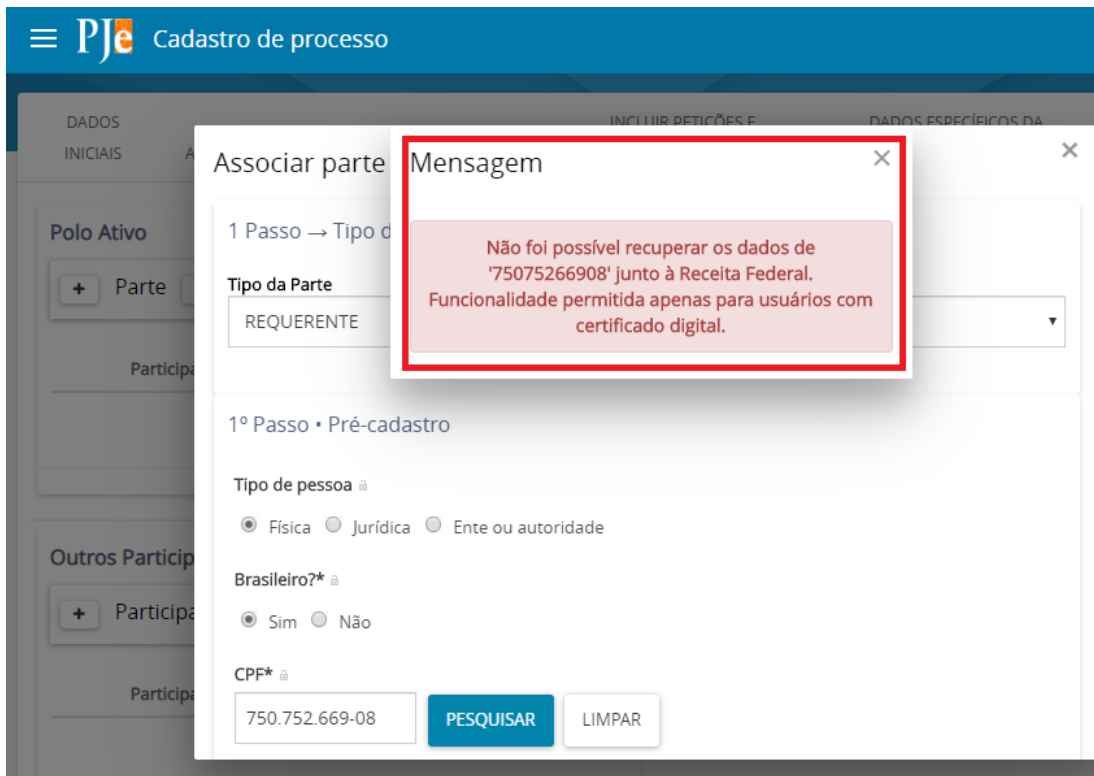 PJe Cadastro de processo
DADOS
INICIAIS
A
INCLUIR PETIÇÕES E
DADOS ESPECÍFICOS DA
Associar parte
Mensagem
Polo Ativo
+ Parte
Participa
1 Passo → Tipo d
Não foi possível recuperar os dados de
'75075266908' junto à Receita Federal.
Funcionalidade permitida apenas para usuários com
certificado digital.
Tipo da Parte
REQUERENTE
1º Passo • Pré-cadastro
Tipo de pessoa
Física Jurídica Ente ou autoridade
Outros Particip
+ Participa
Participa
Brasileiro?*
Sim Não
CPF*
750.752.669-08 PESQUISAR LIMPAR